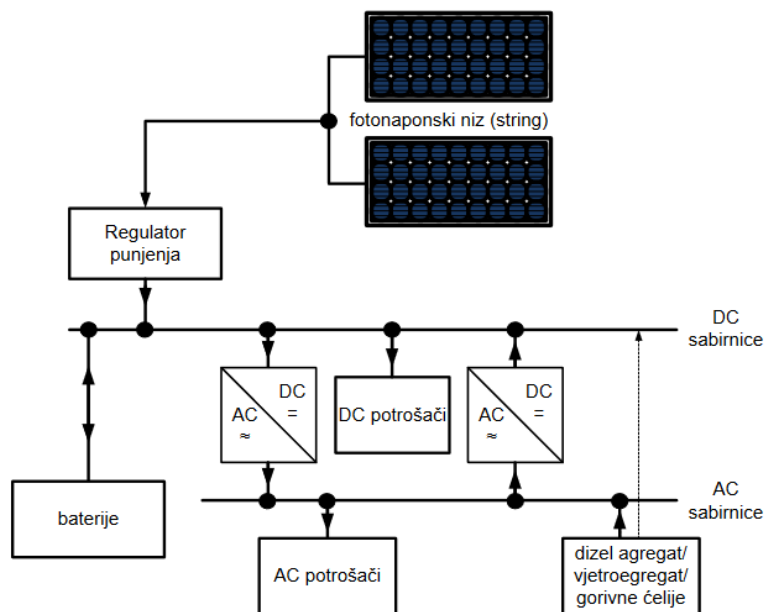 fotonaponski niz (string)
Regulator
punjenja
DC
sabirnice
DC
=
AC
≈
DC potrošači
DC
=
AC
≈
baterije
AC
sabirnice
AC potrošači
dizel agregat/
vjetroegregat/
gorivne ćelije